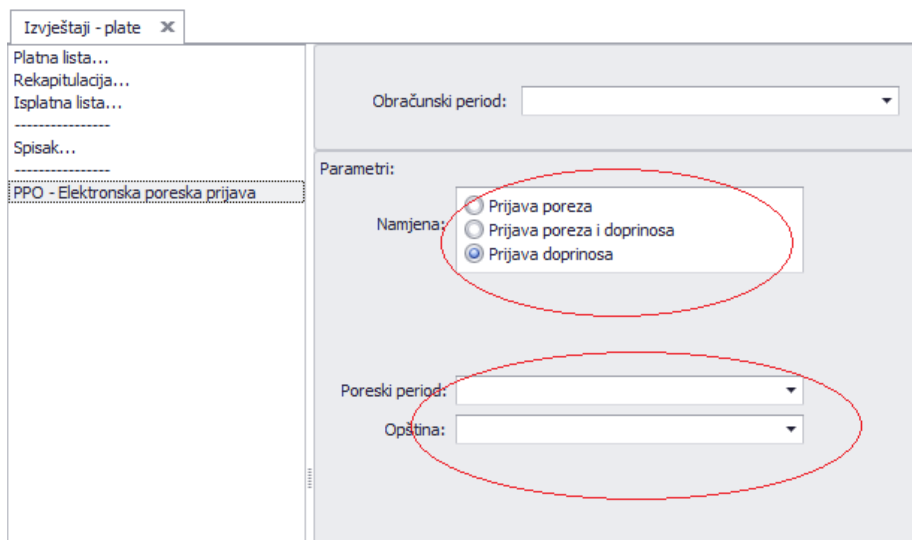 Izvještaji - plate
Platna lista...
Rekapitulacija...
Isplatna lista...
----------------
Spisak...
----------------
PPO - Elektronska poreska prijava
Obračunski period:
Parametri:
Namjena:
Prijava poreza
Prijava poreza i doprinosa
Prijava doprinosa
Poreski period:
Opština: